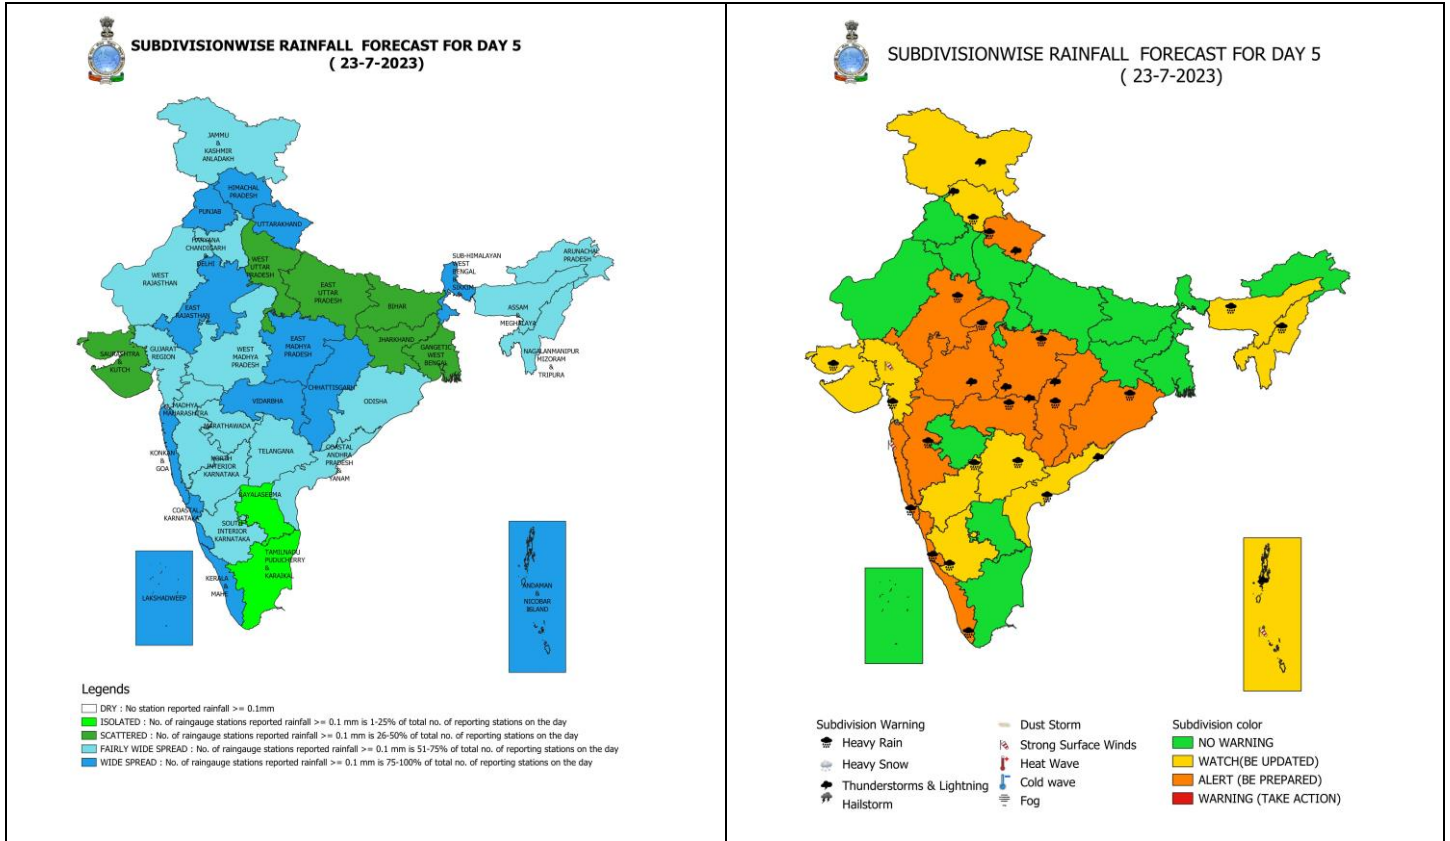 SUBDIVISIONWISE RAINFALL FORECAST FOR DAY 5
( 23-7-2023)
JAMMU
&
KASHMIR
ANLADAKH
HIMACHAL
PRADESH
PUNJAB
UTTARAKHAND
HARYANA
CHANDIGARH
&
DELHI
WEST
UTTAR
PRADESH
SUB-HIMALAYAN
WEST
BENGAL
&
SIKKIM
ARUNACHAL
PRADESH
WEST
RAJASTHAN
EAST
UTTAR
PRADESH
EAST
RAJASTHAN
BIHAR
ASSAM
&
MEGHALAYA
NAGALANMANIPUR
MIZORAM
&
TRIPURA
SAURASHTRA
&
KUTCH
GUJARAT
REGION
WEST
MADHYA
PRADESH
EAST
MADHYA
PRADESH
JHARKHAND
GANGETIC
WEST
BENGAL
CHHATTISGARH
VIDARBHA
ODISHA
MADHYA
MAHARASHTRA
MARATHAWADA
KONKAN
&
GOA
NORTH
INTERIOR
KARNATAKA
TELANGANA
COASTAL
ANDHRA
PRADESH
&
YANAM
RAYALASEEMA
COASTAL
KARNATAKA
SOUTH
INTERIOR
KARNATAKA
TAMILNADU
PUDUCHERRY
&
KARAIKAL
KERALA
&
MAHE
LAKSHADWEEP
ANDAMAN
&
NICOBAR
ISLAND
Legends
DRY : No station reported rainfall >= 0.1mm
ISOLATED : No. of raingauge stations reported rainfall >= 0.1 mm is 1-25% of total no. of reporting stations on the day
SCATTERED : No. of raingauge stations reported rainfall >= 0.1 mm is 26-50% of total no. of reporting stations on the day
FAIRLY WIDE SPREAD : No. of raingauge stations reported rainfall >= 0.1 mm is 51-75% of total no. of reporting stations on the day
WIDE SPREAD : No. of raingauge stations reported rainfall >= 0.1 mm is 75-100% of total no. of reporting stations on the day
SUBDIVISIONWISE RAINFALL FORECAST FOR DAY 5
( 23-7-2023)
Subdivision Warning
Heavy Rain
Heavy Snow
Thunderstorms & Lightning
Hailstorm
Dust Storm
Strong Surface Winds
Heat Wave
Cold wave
Fog
Subdivision color
NO WARNING
WATCH(BE UPDATED)
ALERT (BE PREPARED)
WARNING (TAKE ACTION)